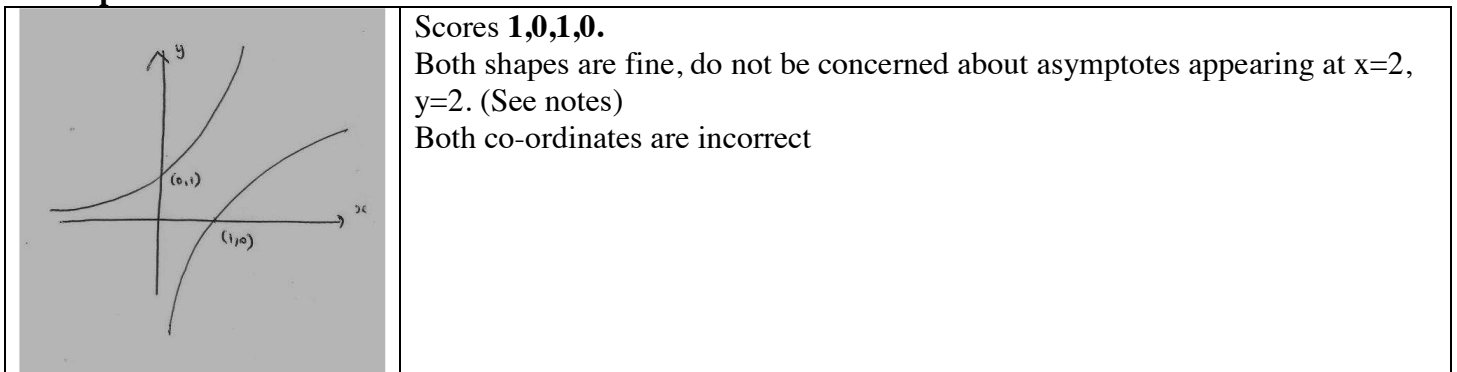 y
(0,1)
x
(1,0)
Scores 1,0,1,0.
Both shapes are fine, do not be concerned about asymptotes appearing at x=2,
y=2. (See notes)
Both co-ordinates are incorrect